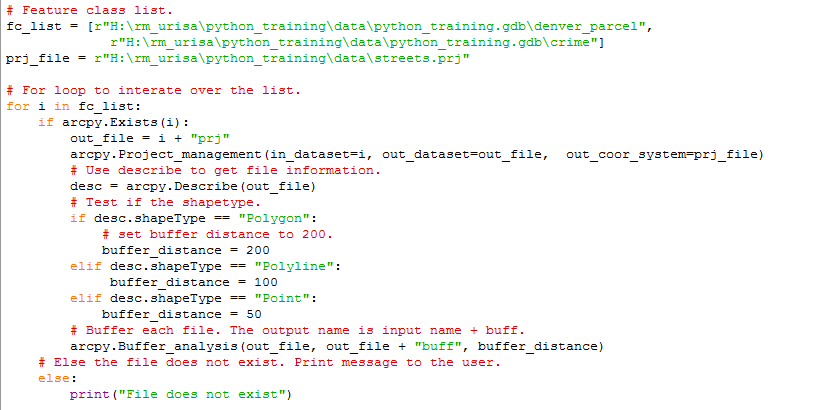 # Feature class list.
fc_list = [r"H:\rm_urisa\python_training\data\python_training.gdb\denver_parcel",
             r"H:\rm_urisa\python_training\data\python_training.gdb\crime"]
prj_file = r"H:\rm_urisa\python_training\data\streets.prj"

# For loop to interate over the list.
for i in fc_list:
    if arcpy.Exists(i):
        out_file = i + "prj"
        arcpy.Project_management(in_dataset=i, out_dataset=out_file,  out_coor_system=prj_file)
        # Use describe to get file information.
        desc = arcpy.Describe(out_file)
        # Test if the shapetype.
        if desc.shapeType == "Polygon":
            # set buffer distance to 200.
            buffer_distance = 200
        elif desc.shapeType == "Polyline":
             buffer_distance = 100
        elif desc.shapeType == "Point":
            buffer_distance = 50
        # Buffer each file. The output name is input name + buff.
        arcpy.Buffer_analysis(out_file, out_file + "buff", buffer_distance)
    # Else the file does not exist. Print message to the user.
    else:
        print("File does not exist")